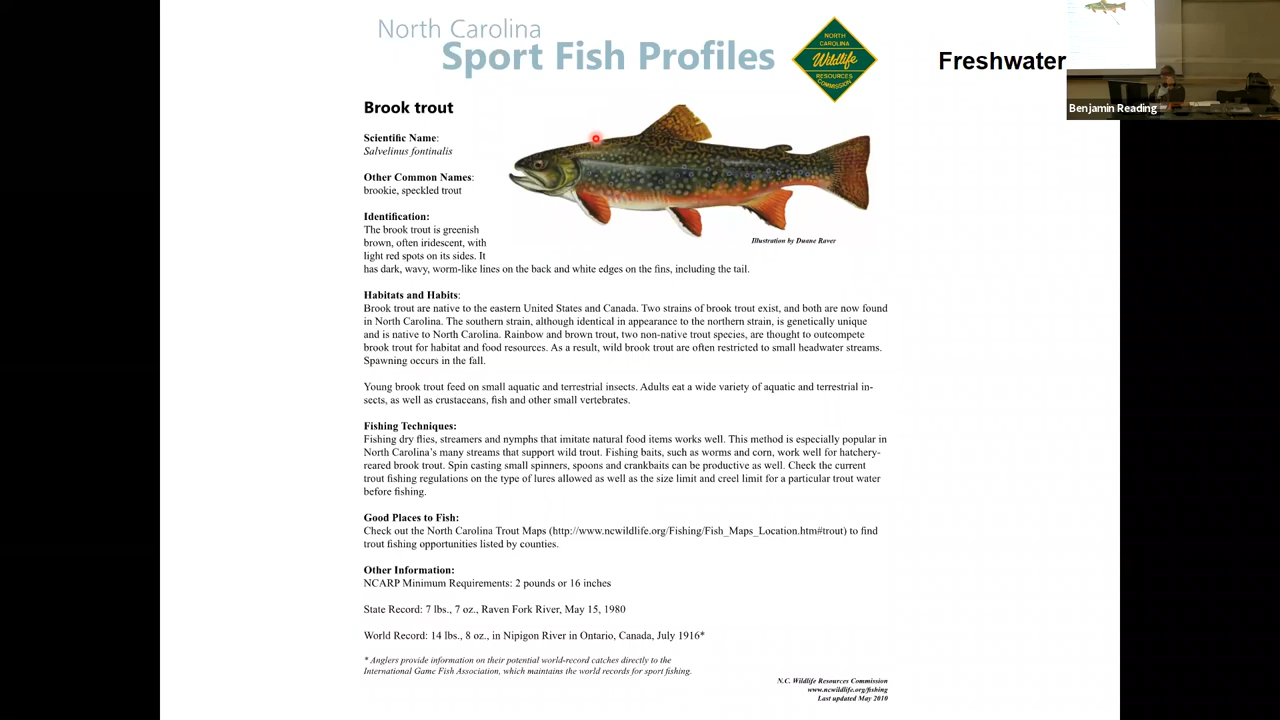 North Carolina
Sport Fish Profiles
NORTH
CAROLINA
Wildlife
RESOURCES
COMMISSION
Freshwater
Benjamin Reading
Brook trout
Scientific Name:
Salvelinus fontinalis
Other Common Names:
brookie, speckled trout
Identification:
The brook trout is greenish
brown, often iridescent, with
light red spots on its sides. It
has dark, wavy, worm-like lines on the back and white edges on the fins, including the tail.
Illustration by Duane Raver
Habitats and Habits:
Brook trout are native to the eastern United States and Canada. Two strains of brook trout exist, and both are now found
in North Carolina. The southern strain, although identical in appearance to the northern strain, is genetically unique
and is native to North Carolina. Rainbow and brown trout, two non-native trout species, are thought to outcompete
brook trout for habitat and food resources. As a result, wild brook trout are often restricted to small headwater streams.
Spawning occurs in the fall.
Young brook trout feed on small aquatic and terrestrial insects. Adults eat a wide variety of aquatic and terrestrial in-
sects, as well as crustaceans, fish and other small vertebrates.
Fishing Techniques:
Fishing dry flies, streamers and nymphs that imitate natural food items works well. This method is especially popular in
North Carolina's many streams that support wild trout. Fishing baits, such as worms and corn, work well for hatchery-
reared brook trout. Spin casting small spinners, spoons and crankbaits can be productive as well. Check the current
trout fishing regulations on the type of lures allowed as well as the size limit and creel limit for a particular trout water
before fishing.
Good Places to Fish:
Check out the North Carolina Trout Maps (http://www.ncwildlife.org/Fishing/Fish_Maps_Location.htm#trout) to find
trout fishing opportunities listed by counties.
Other Information:
NCARP Minimum Requirements: 2 pounds or 16 inches
State Record: 7 lbs., 7 oz., Raven Fork River, May 15, 1980
World Record: 14 lbs., 8 oz., in Nipigon River in Ontario, Canada, July 1916*
* Anglers provide information on their potential world-record catches directly to the
International Game Fish Association, which maintains the world records for sport fishing.
N.C. Wildlife Resources Commission
www.ncwildlife.org/fishing
Last updated May 2010